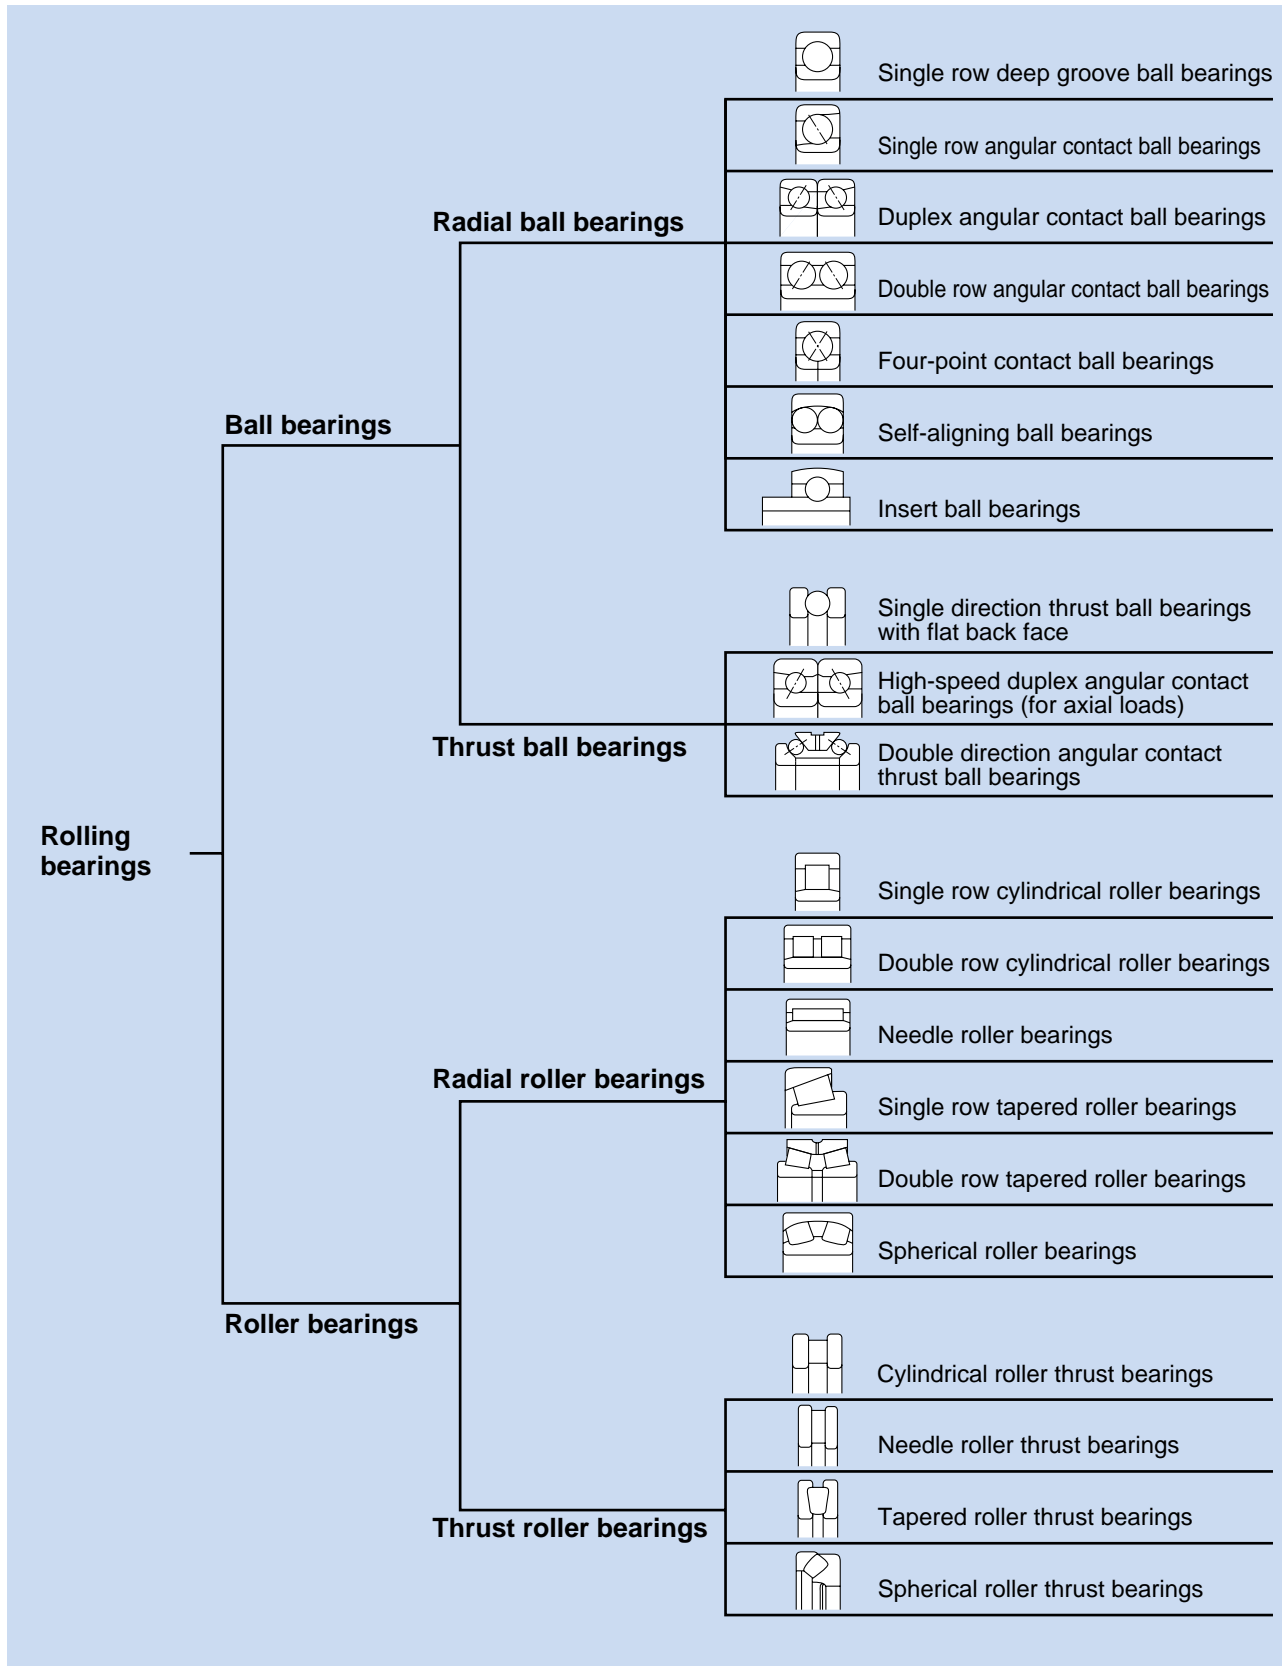 Single row deep groove ball bearings
Single row angular contact ball bearings
Duplex angular contact ball bearings
Radial ball bearings
Double row angular contact ball bearings
Four-point contact ball bearings
Ball bearings
Self-aligning ball bearings
Insert ball bearings
Single direction thrust ball bearings
with flat back face
High-speed duplex angular contact
ball bearings (for axial loads)
Thrust ball bearings
Double direction angular contact
thrust ball bearings
Rolling
bearings
Single row cylindrical roller bearings
Double row cylindrical roller bearings
Needle roller bearings
Radial roller bearings
Single row tapered roller bearings
Double row tapered roller bearings
Spherical roller bearings
Roller bearings
Cylindrical roller thrust bearings
Needle roller thrust bearings
Tapered roller thrust bearings
Thrust roller bearings
Spherical roller thrust bearings